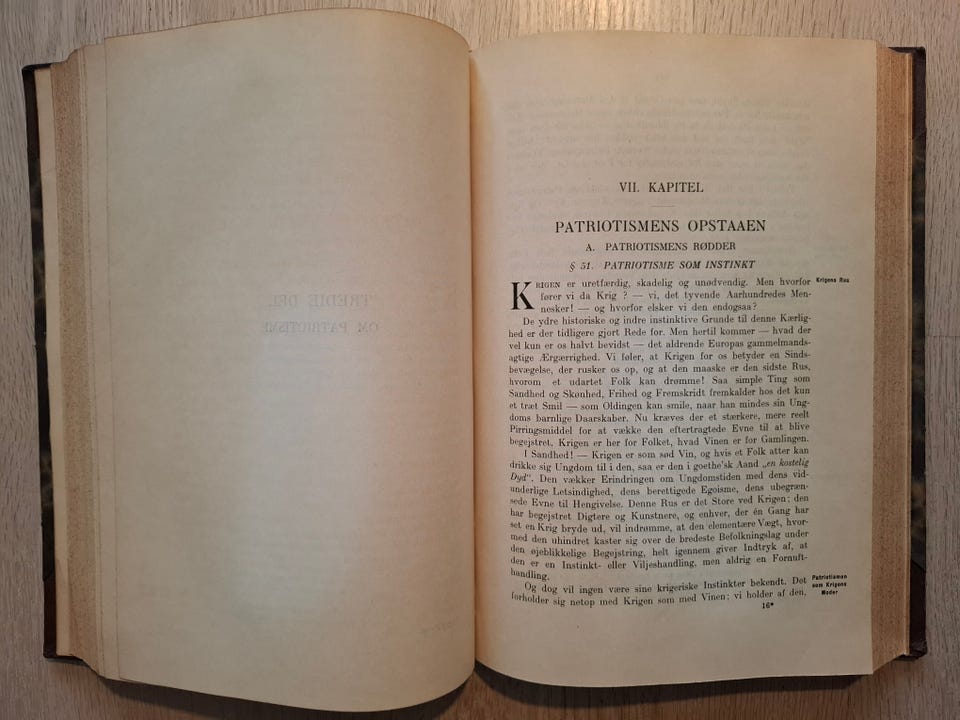 VII. KAPITEL
PATRIOTISMENS OPSTAAEN
A. PATRIOTISMENS RØDDER
§ 51. PATRIOTISME SOM INSTINKT
KRIGEN er uretfærdig, skadelig og unødvendig. Men hvorfor
Krigens Rus
fører vi da Krig ? — vi, det tyvende Aarhundredes Men-
nesker! — og hvorfor elsker vi den endogsaa?
De ydre historiske og indre instinktive Grunde til denne Kærlig-
hed er der tidligere gjort Rede for. Men hertil kommer — hvad der
vel kun er os halvt bevidst — det aldrende Europas gammelmands-
agtige Ærgærrighed. Vi føler, at Krigen for os betyder en Sinds-
bevægelse, der rusker os op, og at den maaske er den sidste Rus,
hvorom et udartet Folk kan drømme! Saa simple Ting som
Sandhed og Skønhed, Frihed og Fremskridt fremkalder hos det kun
et træt Smil — som Oldingen kan smile, naar han mindes sin Ung-
doms barnlige Daarskaber. Nu kræves der et stærkere, mere reelt
Pirringsmiddel for at vække den eftertragtede Evne til at blive
begejstret. Krigen er her for Folket, hvad Vinen er for Gamlingen.
I Sandhed! — Krigen er som sød Vin, og hvis et Folk atter kan
drikke sig Ungdom til i den, saa er den i goethe'sk Aand „en kostelig
Dyd“. Den vækker Erindringen om Ungdomstiden med dens vid-
underlige Letsindighed, dens berettigede Egoisme, dens ubegræn-
sede Evne til Hengivelse. Denne Rus er det Store ved Krigen; den
har begejstret Digtere og Kunstnere, og enhver, der én Gang har
set en Krig bryde ud, vil indrømme, at den elementære Vægt, hvor-
med den uhindret kaster sig over de bredeste Befolkningslag under
den øjeblikkelige Begejstring, helt igennem giver Indtryk af, at
den er en Instinkt- eller Viljeshandling, men aldrig en Fornuft-
handling.
Og dog vil ingen være sine krigeriske Instinkter bekendt. Det
forholder sig netop med Krigen som med Vinen: vi holder af den,
Patriotismen
som Krigens
Moder
16*
TREDIE DEL
OM PATRIOTISME